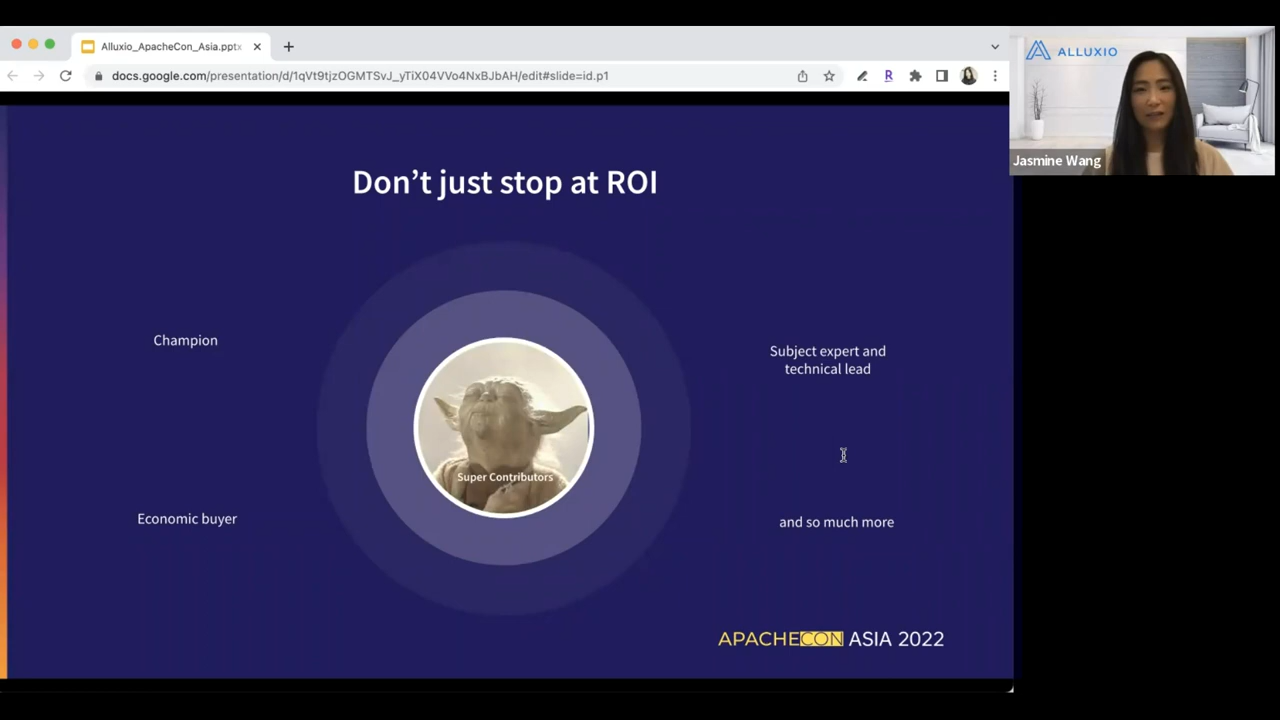 Alluxio_ApacheCon_Asia.pptx
docs.google.com/presentation/d/1qVt9tjzOGMTSvJ_yTiX04VVo4NxBJbAH/edit#slide=id.p1
R
ALLUXIO
Jasmine Wang
Don’t just stop at ROI
Champion
Subject expert and
technical lead
Super Contributors
Economic buyer
and so much more
APACHECON ASIA 2022